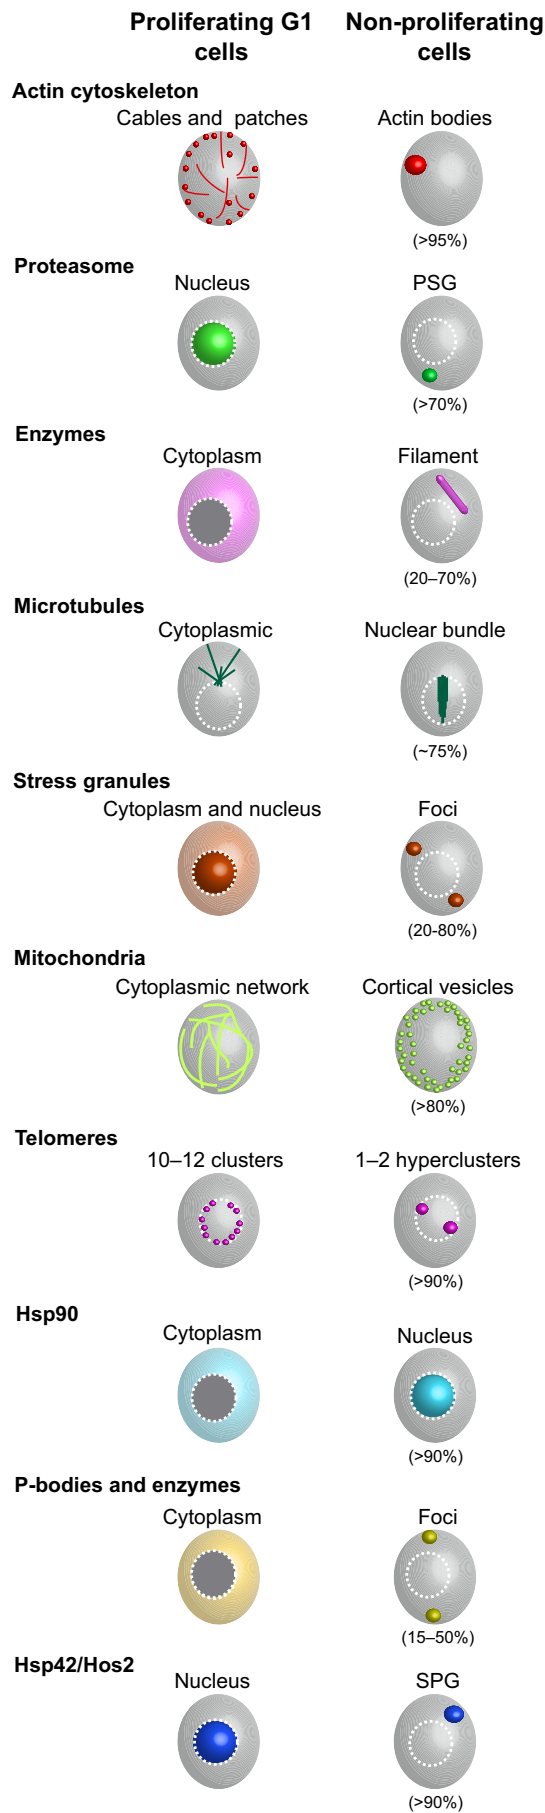 Proliferating G1 Non-proliferating
cells cells
Actin cytoskeleton
Cables and patches Actin bodies
(>95%)
Proteasome
Nucleus PSG
(>70%)
Enzymes
Cytoplasm Filament
(20–70%)
Microtubules
Cytoplasmic Nuclear bundle
(~75%)
Stress granules
Cytoplasm and nucleus Foci
(20-80%)
Mitochondria
Cytoplasmic network Cortical vesicles
(>80%)
Telomeres
10–12 clusters 1–2 hyperclusters
(>90%)
Hsp90
Cytoplasm Nucleus
(>90%)
P-bodies and enzymes
Cytoplasm Foci
(15–50%)
Hsp42/Hos2
Nucleus SPG
(>90%)